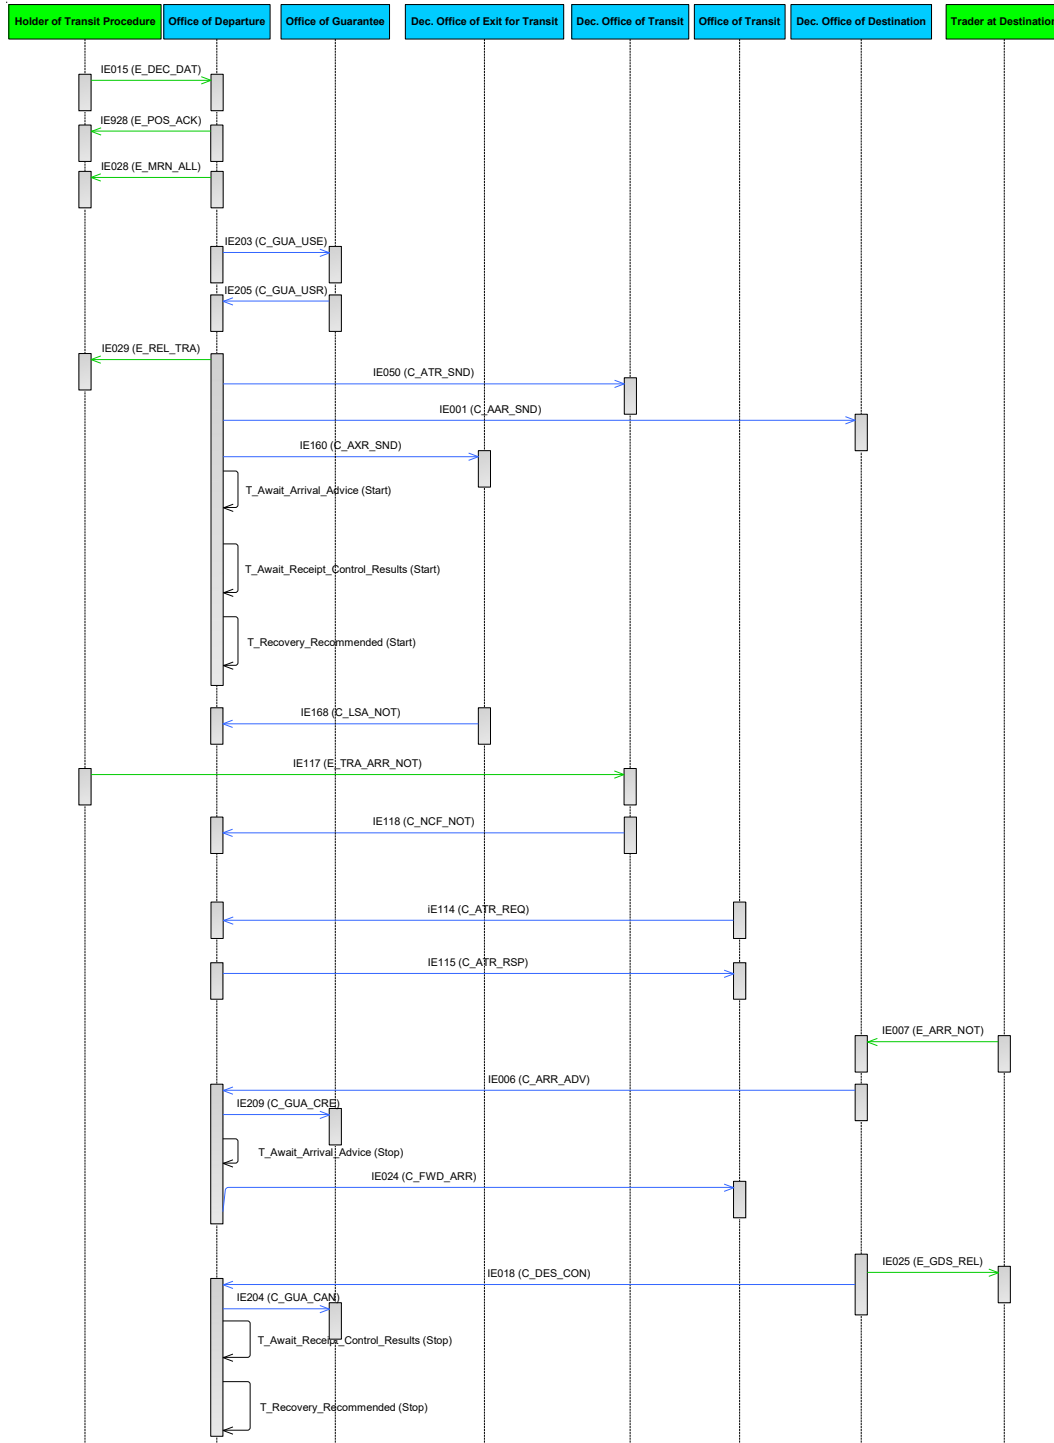 Holder of Transit Procedure
Office of Departure
Office of Guarantee
Dec. Office of Exit for Transit
Dec. Office of Transit
Office of Transit
Dec. Office of Destination
Trader at Destination
IE015 (E_DEC_DAT)
IE928 (E_POS_ACK)
IE028 (E_MRN_ALL)
IE203 (C_GUA_USE)
IE205 (C_GUA_USR)
IE029 (E_REL_TRA)
IE050 (C_ATR_SND)
IE001 (C_AAR_SND)
IE160 (C_AXR_SND)
T_Await_Arrival_Advice (Start)
T_Await_Receipt_Control_Results (Start)
T_Recovery_Recommended (Start)
IE168 (C_LSA_NOT)
IE117 (E_TRA_ARR_NOT)
IE118 (C_NCF_NOT)
iE114 (C_ATR_REQ)
IE115 (C_ATR_RSP)
IE007 (E_ARR_NOT)
IE006 (C_ARR_ADV)
IE209 (C_GUA_CRE)
T_Await_Arrival_Advice (Stop)
IE024 (C_FWD_ARR)
IE025 (E_GDS_REL)
IE018 (C_DES_CON)
IE204 (C_GUA_CAN)
T_Await_Receipt_Control_Results (Stop)
T_Recovery_Recommended (Stop)